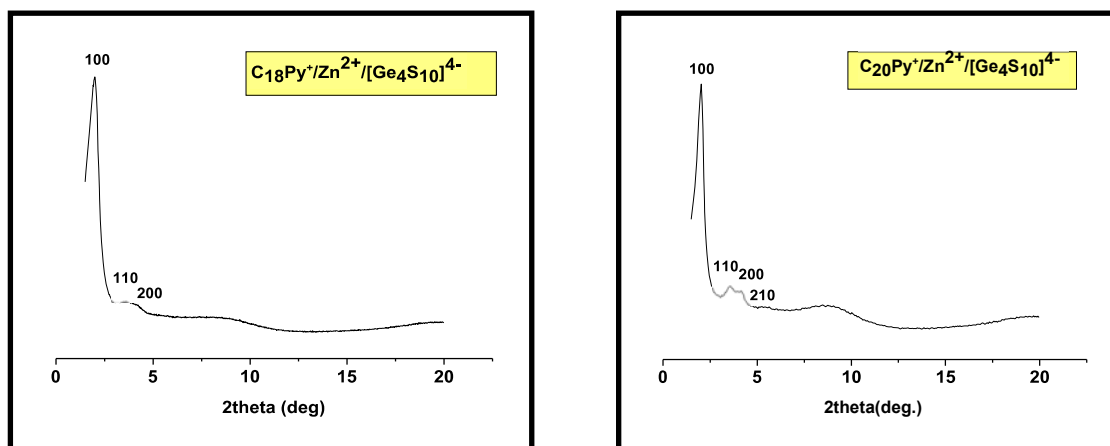 C₁₈Py⁺/Zn²⁺/[Ge₄S₁₀]⁴⁻
100
110
200
0 5 10 15 20
2theta (deg)
C₂₀Py⁺/Zn²⁺/[Ge₄S₁₀]⁴⁻
100
110
200
210
0 5 10 15 20
2theta(deg.)